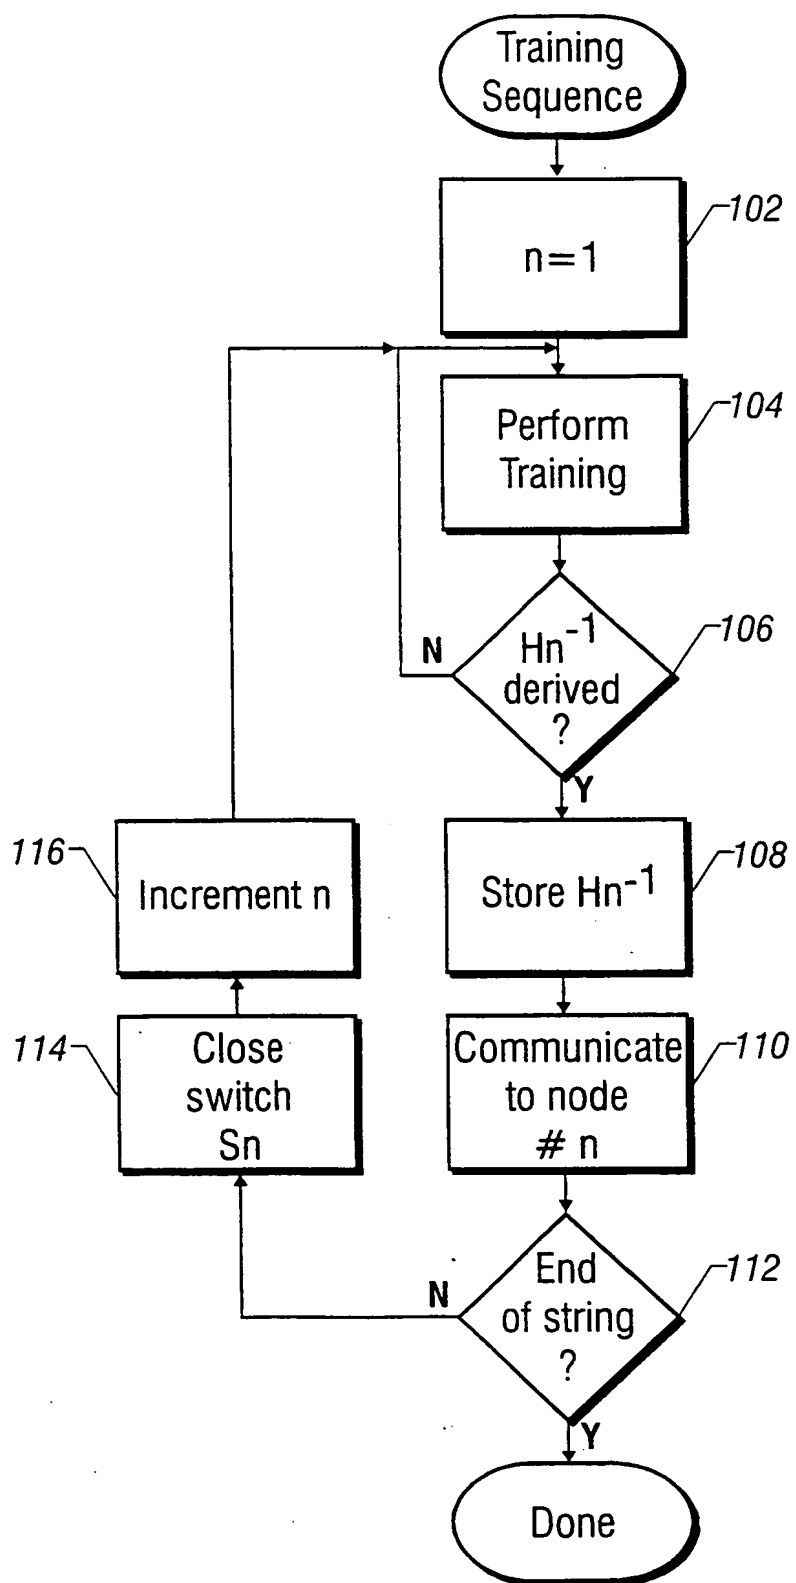 Training
Sequence
102
n=1
104
Perform
Training
106
N
Hn⁻¹
derived
?
Y
116
Increment n
108
Store Hn⁻¹
114
Close
switch
Sn
110
Communicate
to node
# n
112
N
End
of string
?
Y
Done